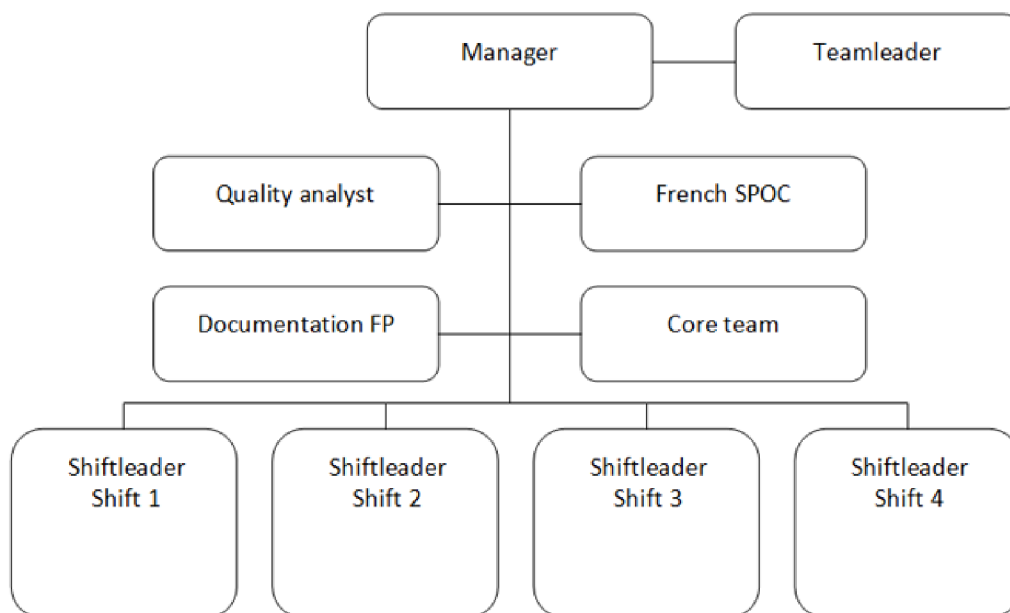 Manager
Teamleader
Quality analyst
French SPOC
Documentation FP
Core team
Shiftleader
Shift 1
Shiftleader
Shift 2
Shiftleader
Shift 3
Shiftleader
Shift 4